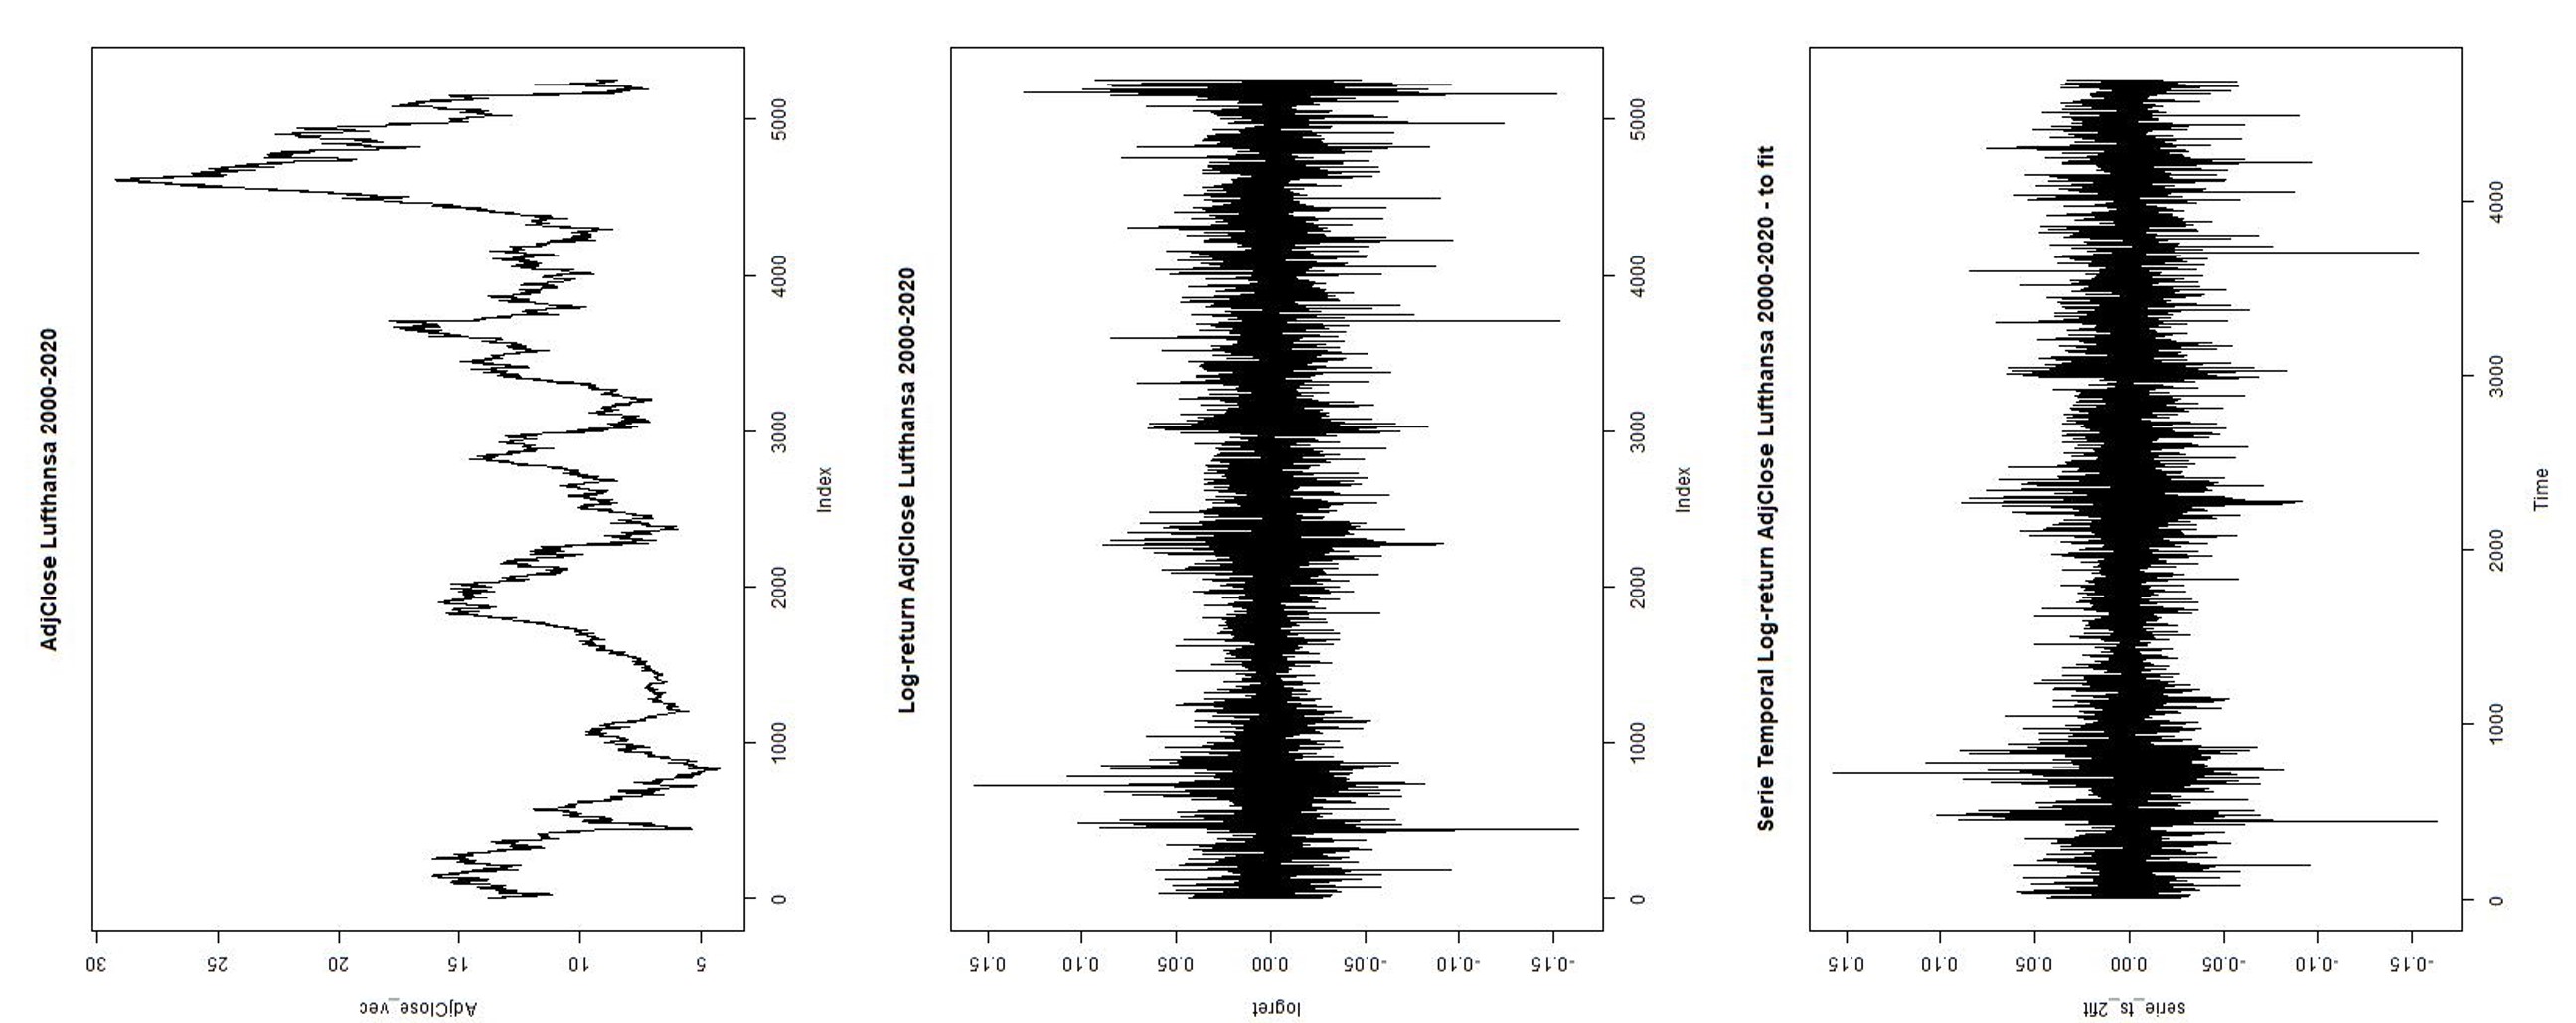 AdjClose Lufthansa 2000-2020
30
25
20
15
10
5
AdjClose_vec
0 1000 2000 3000 4000 5000
Index
Log-return AdjClose Lufthansa 2000-2020
0.15
0.10
0.05
0.00
-0.05
-0.10
-0.15
logret
0 1000 2000 3000 4000 5000
Index
Serie Temporal Log-return AdjClose Lufthansa 2000-2020 - to fit
0.15
0.10
0.05
0.00
-0.05
-0.10
-0.15
serie_ts_2fit
0 1000 2000 3000 4000
Time